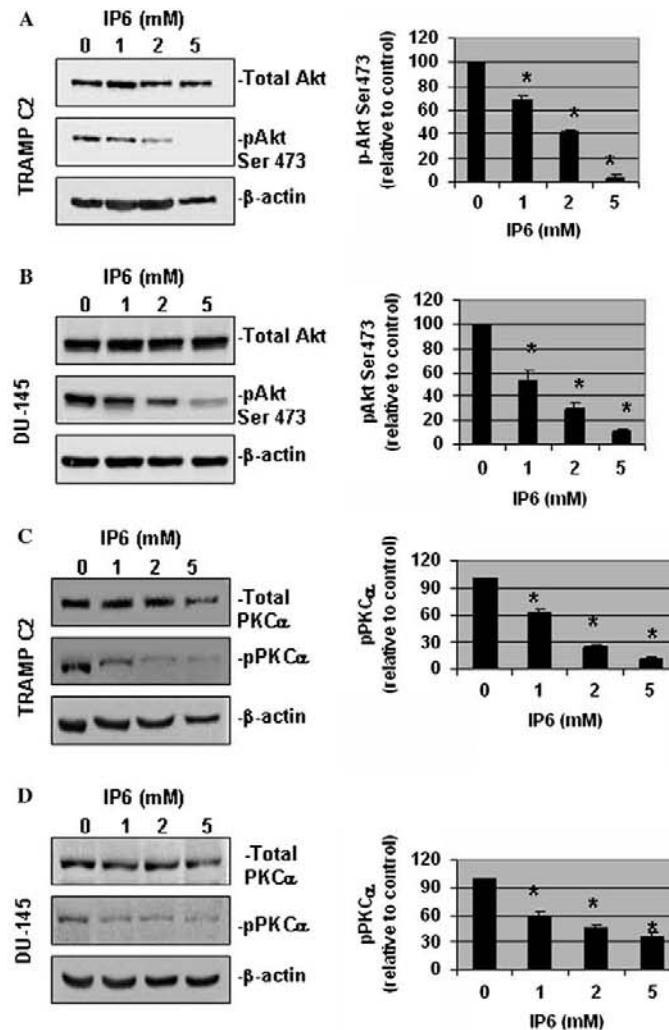 A
IP6 (mM)
0 1 2 5
TRAMP C2
-Total Akt
-pAkt
Ser 473
-β-actin
p-Akt Ser473
(relative to control)
120
100
80
60
40
20
0
* * *
0 1 2 5
IP6 (mM)
B
IP6 (mM)
0 1 2 5
DU-145
-Total Akt
-pAkt
Ser 473
-β-actin
pAkt Ser473
(relative to control)
120
100
80
60
40
20
0
* * *
0 1 2 5
IP6 (mM)
C
IP6 (mM)
0 1 2 5
TRAMP C2
-Total
PKCα
-pPKCα
-β-actin
pPKCα
(relative to control)
120
90
60
30
0
* * *
0 1 2 5
IP6 (mM)
D
IP6 (mM)
0 1 2 5
DU-145
-Total
PKCα
-pPKCα
-β-actin
pPKCα
(relative to control)
120
90
60
30
0
* * *
0 1 2 5
IP6 (mM)